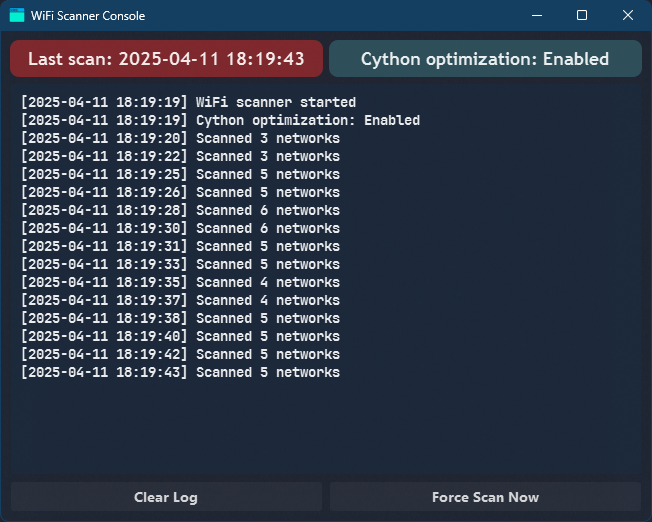 WiFi Scanner Console
Last scan: 2025-04-11 18:19:43
Cython optimization: Enabled
[2025-04-11 18:19:19] WiFi scanner started
[2025-04-11 18:19:19] Cython optimization: Enabled
[2025-04-11 18:19:20] Scanned 3 networks
[2025-04-11 18:19:22] Scanned 3 networks
[2025-04-11 18:19:25] Scanned 5 networks
[2025-04-11 18:19:26] Scanned 5 networks
[2025-04-11 18:19:28] Scanned 6 networks
[2025-04-11 18:19:30] Scanned 6 networks
[2025-04-11 18:19:31] Scanned 5 networks
[2025-04-11 18:19:33] Scanned 5 networks
[2025-04-11 18:19:35] Scanned 4 networks
[2025-04-11 18:19:37] Scanned 4 networks
[2025-04-11 18:19:38] Scanned 5 networks
[2025-04-11 18:19:40] Scanned 5 networks
[2025-04-11 18:19:42] Scanned 5 networks
[2025-04-11 18:19:43] Scanned 5 networks
Clear Log
Force Scan Now